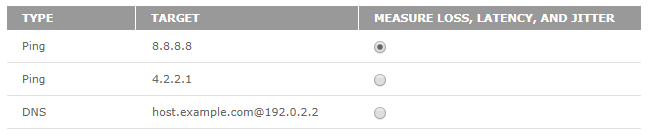 TYPE TARGET MEASURE LOSS, LATENCY, AND JITTER
Ping 8.8.8.8
Ping 4.2.2.1
DNS host.example.com@192.0.2.2